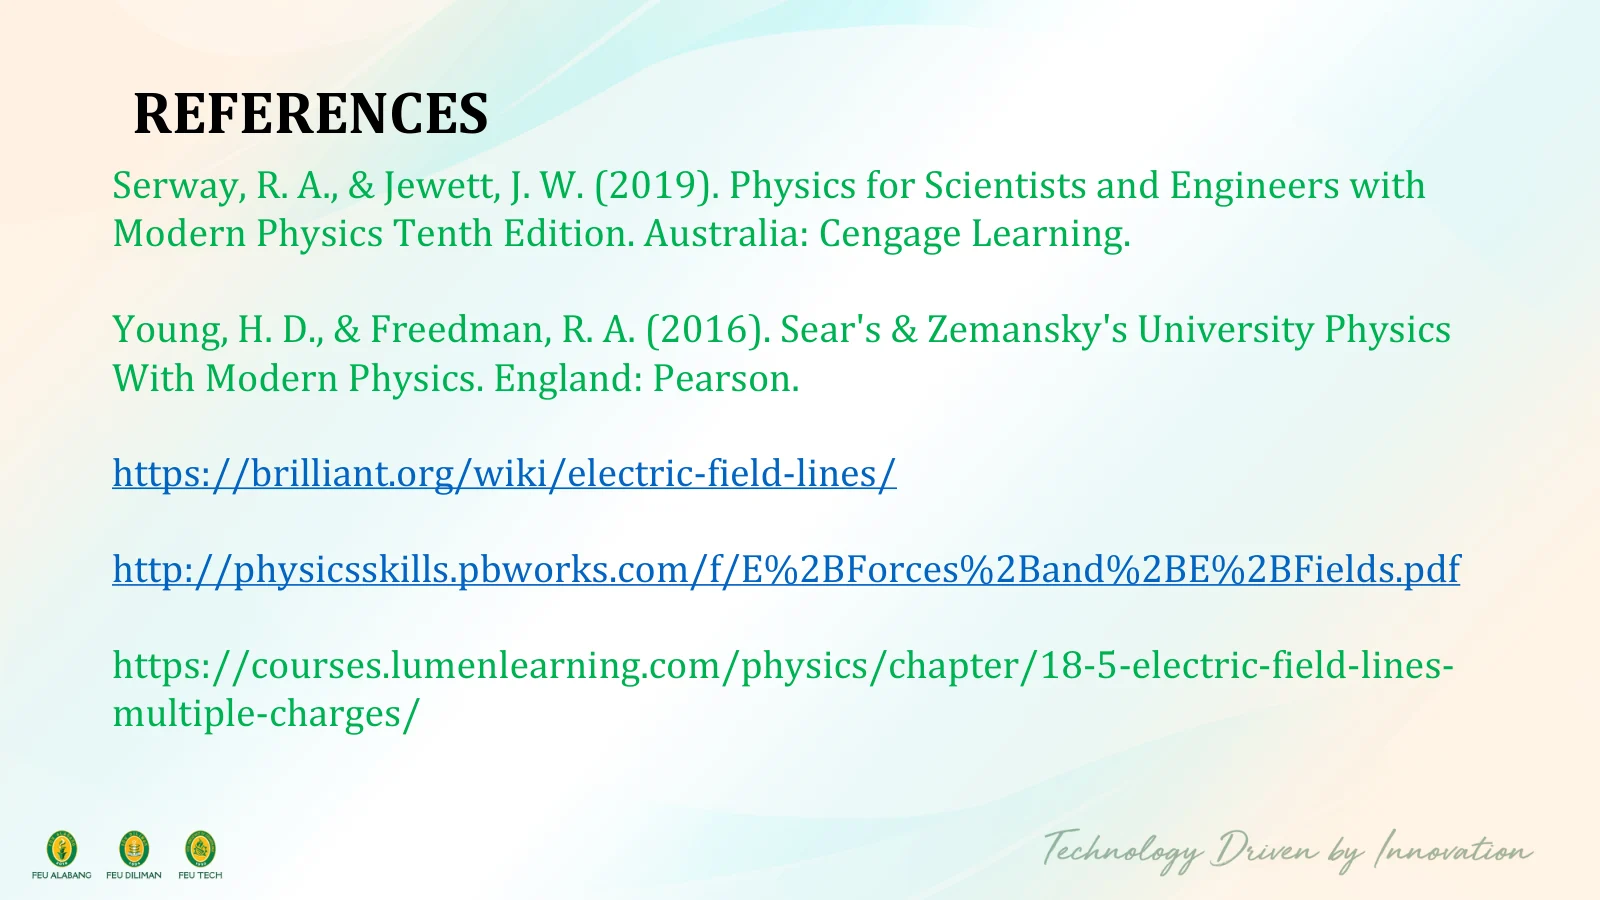 REFERENCES
Serway, R. A., & Jewett, J. W. (2019). Physics for Scientists and Engineers with
Modern Physics Tenth Edition. Australia: Cengage Learning.
Young, H. D., & Freedman, R. A. (2016). Sear's & Zemansky's University Physics
With Modern Physics. England: Pearson.
https://brilliant.org/wiki/electric-field-lines/
http://physicsskills.pbworks.com/f/E%2BForces%2Band%2BE%2BFields.pdf
https://courses.lumenlearning.com/physics/chapter/18-5-electric-field-lines-
multiple-charges/
FEU ALABANG FEU DILIMAN FEU TECH
Technology Driven by Innovation